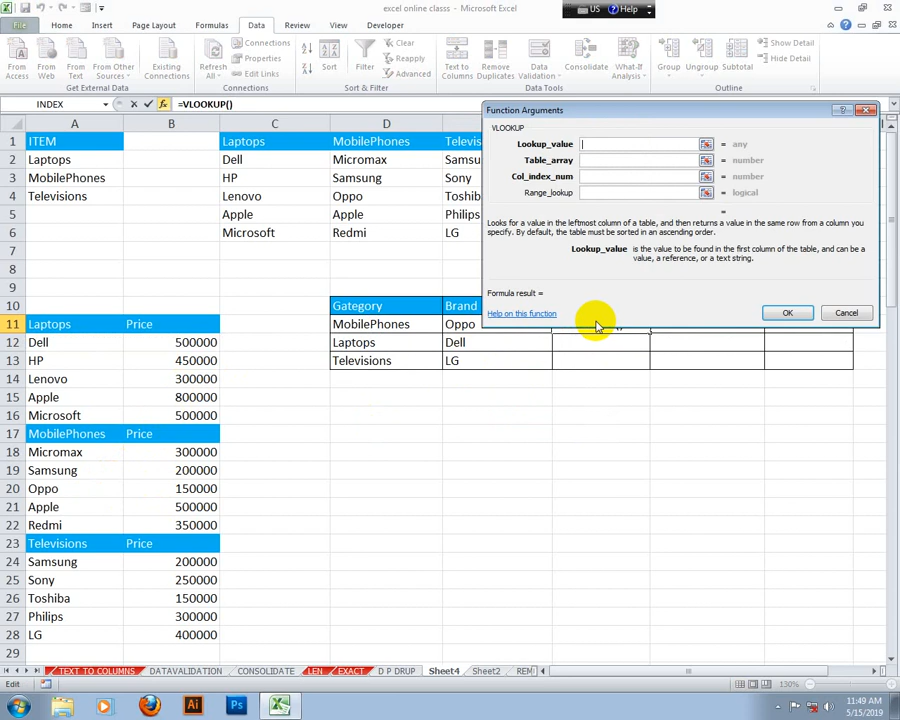 excel online classs - Microsoft Excel
US Help
File Home Insert Page Layout Formulas Data Review View Developer
From Access
From Web
From Text
From Other Sources
Existing Connections
Refresh All
Connections
Properties
Edit Links
Sort
Filter
Clear
Reapply
Advanced
Text to Columns
Remove Duplicates
Data Validation
Consolidate
What-If Analysis
Group
Ungroup
Subtotal
Show Detail
Hide Detail
Get External Data Connections Sort & Filter Data Tools Outline
INDEX =VLOOKUP()
A B C D
1 ITEM Laptops MobilePhones Televis
2 Laptops Dell Micromax Samsu
3 MobilePhones HP Samsung Sony
4 Televisions Lenovo Oppo Toshib
5 Apple Apple Philips
6 Microsoft Redmi LG
7
8
9
10 Gategory Brand
11 Laptops Price MobilePhones Oppo
12 Dell 500000 Laptops Dell
13 HP 450000 Televisions LG
14 Lenovo 300000
15 Apple 800000
16 Microsoft 500000
17 MobilePhones Price
18 Micromax 300000
19 Samsung 200000
20 Oppo 150000
21 Apple 500000
22 Redmi 350000
23 Televisions Price
24 Samsung 200000
25 Sony 250000
26 Toshiba 150000
27 Philips 300000
28 LG 400000
29
Function Arguments
VLOOKUP
Lookup_value = any
Table_array = number
Col_index_num = number
Range_lookup = logical
=
Looks for a value in the leftmost column of a table, and then returns a value in the same row from a column you
specify. By default, the table must be sorted in an ascending order.
Lookup_value is the value to be found in the first column of the table, and can be a
value, a reference, or a text string.
Formula result =
Help on this function OK Cancel
TEXT TO COLUMNS DATAVALIDATION CONSOLIDATE LEN EXACT D P DRUP Sheet4 Sheet2 REM
Edit 130%
Ai Ps
11:49 AM
5/15/2019